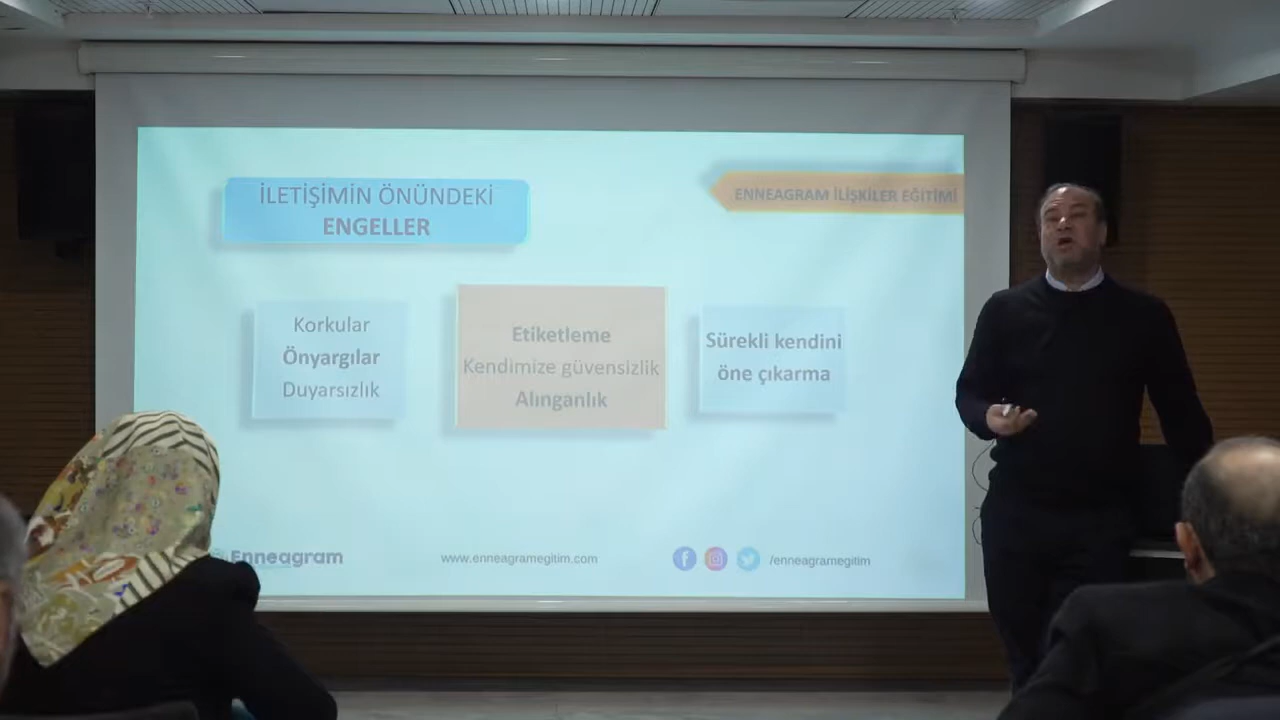 İLETİŞİMİN ÖNÜNDEKİ
ENGELLER
ENNEAGRAM İLİŞKİLER EĞİTİMİ
Korkular
Önyargılar
Duyarsızlık
Etiketleme
Kendimize güvensizlik
Alınganlık
Sürekli kendini
öne çıkarma
Enneagram
www.enneagramegitim.com
/enneagramegitim